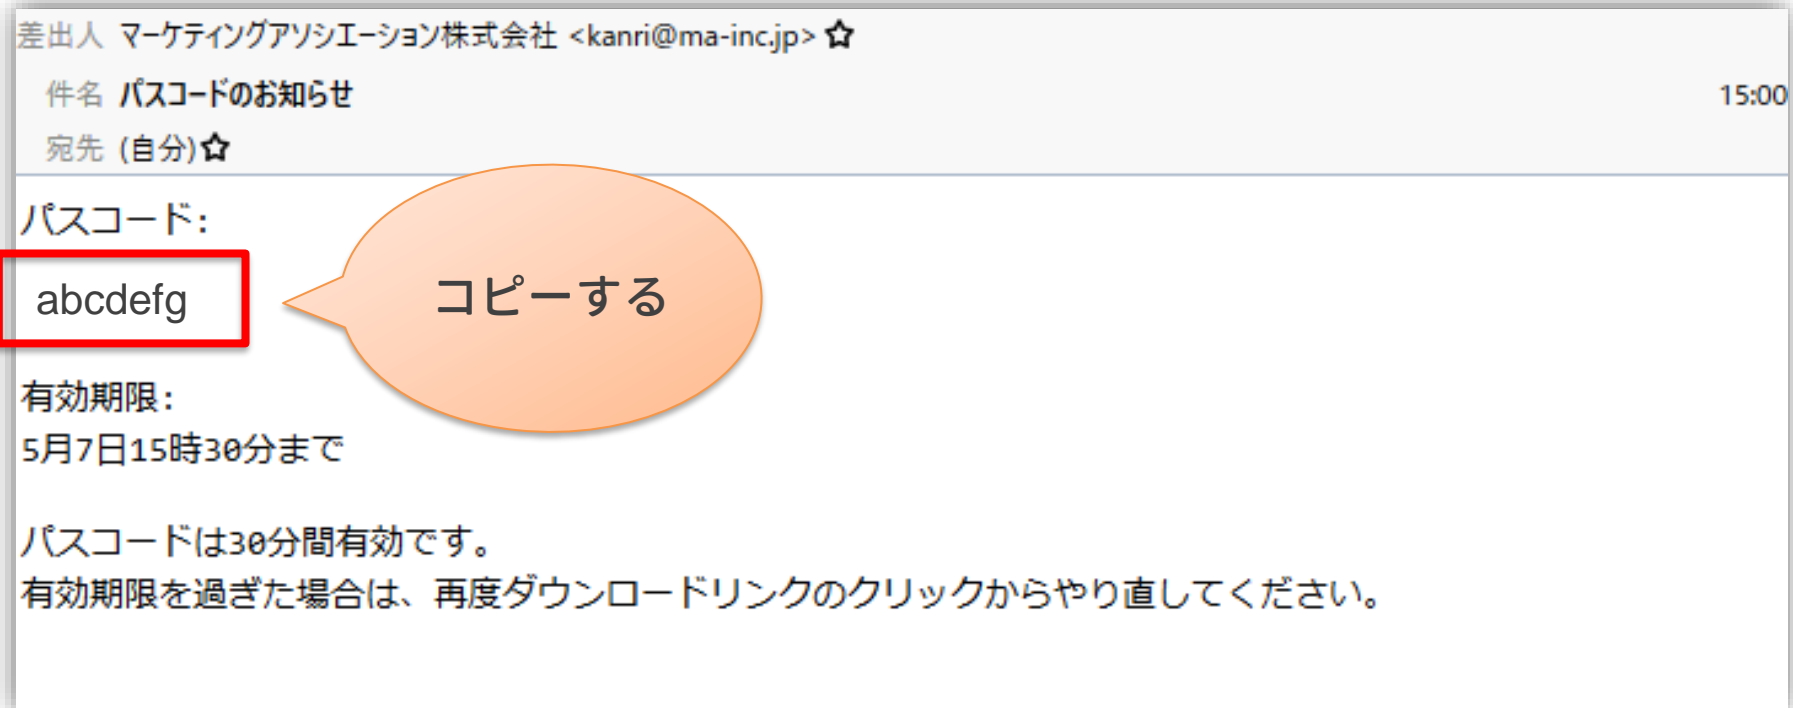 差出人 マーケティングアソシエーション株式会社 <kanri@ma-inc.jp> ☆
件名 パスコードのお知らせ 15:00
宛先 (自分)☆
パスコード:
abcdefg
コピーする
有効期限:
5月7日15時30分まで
パスコードは30分間有効です。
有効期限を過ぎた場合は、再度ダウンロードリンクのクリックからやり直してください。